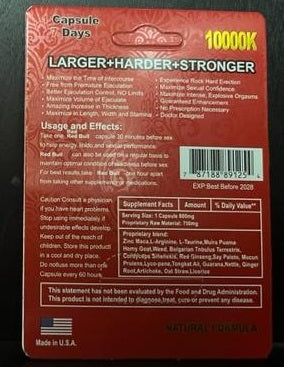 1 Capsule
7 Days
10000K
LARGER+HARDER+STRONGER
• Maximize the Time of Intercourse
• Free from Premature Ejaculation
• Better Ejaculation Control, NO Limits
• Maximize Volume of Ejaculate
• Amazing Increase in Thickness
• Maximize in Length, Width and Stamina
• Experience Rock Hard Erection
• Maximize Sexual Confidence
• Maximize Intense, Explosive Orgasms
• Guaranteed Enhancement
• No Prescription Necessary
• Doctor Designed
Usage and Effects:
Take one, Red Bull capsule 30 minutes before sex
to help energy, libido and sexual performance.
Red Bull can also be used on a regular basis to
maintain optimal condition of readiness before sex.
For best results take Red Bull one hour apart
from taking other supplements or medications.
7 87188 89125 4
EXP Best Before 2028
Caution:Consult a physician
if you have heart problems.
Stop using immediately if
undesirable effects develop.
Keep out of the reach of
children. Store this product
in a cool and dry place.
Do not use more than one
Capsule every 60 hours.
Supplement Facts Amount % Daily Value**
Serving Size: 1 Capsule 800mg
Proprietary Raw Material: 750mg
Proprietary blend:
Zinc, Maca, L-Arginine, L-Taurine, Muira Puama
Horny Goat Weed, Bulgarian Tribulus Terrestris,
Cordyceps Sinensis, Red Ginseng, Saw Palmetto, Mucuna
Pruriens, Lyco-pene, Tongkat Ali, Guarana, Nettle, Ginger
Root, Artichoke, Oat Straw, Licorice
This statement has not been evaluated by the Food and Drug Administration.
This product is not intended to diagnose, treat, cure or prevent any disease.
Made in U.S.A.
NATURAL FORMULA